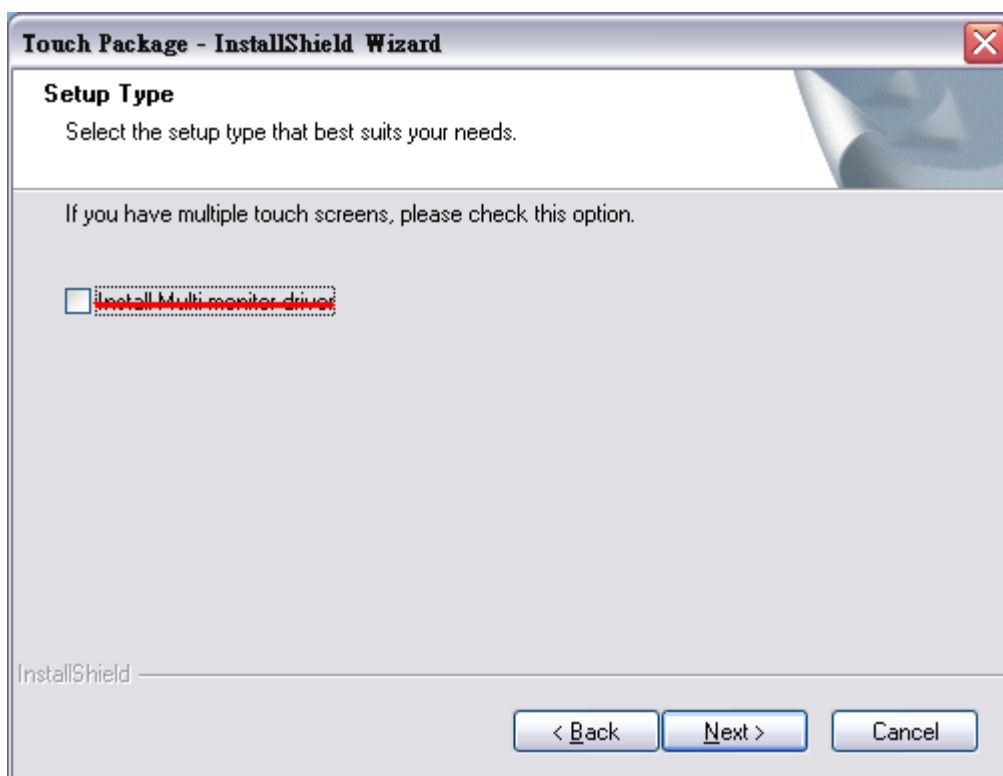 Touch Package - InstallShield Wizard
Setup Type
Select the setup type that best suits your needs.
If you have multiple touch screens, please check this option.
Install Multi monitor driver
InstallShield
< Back
Next >
Cancel